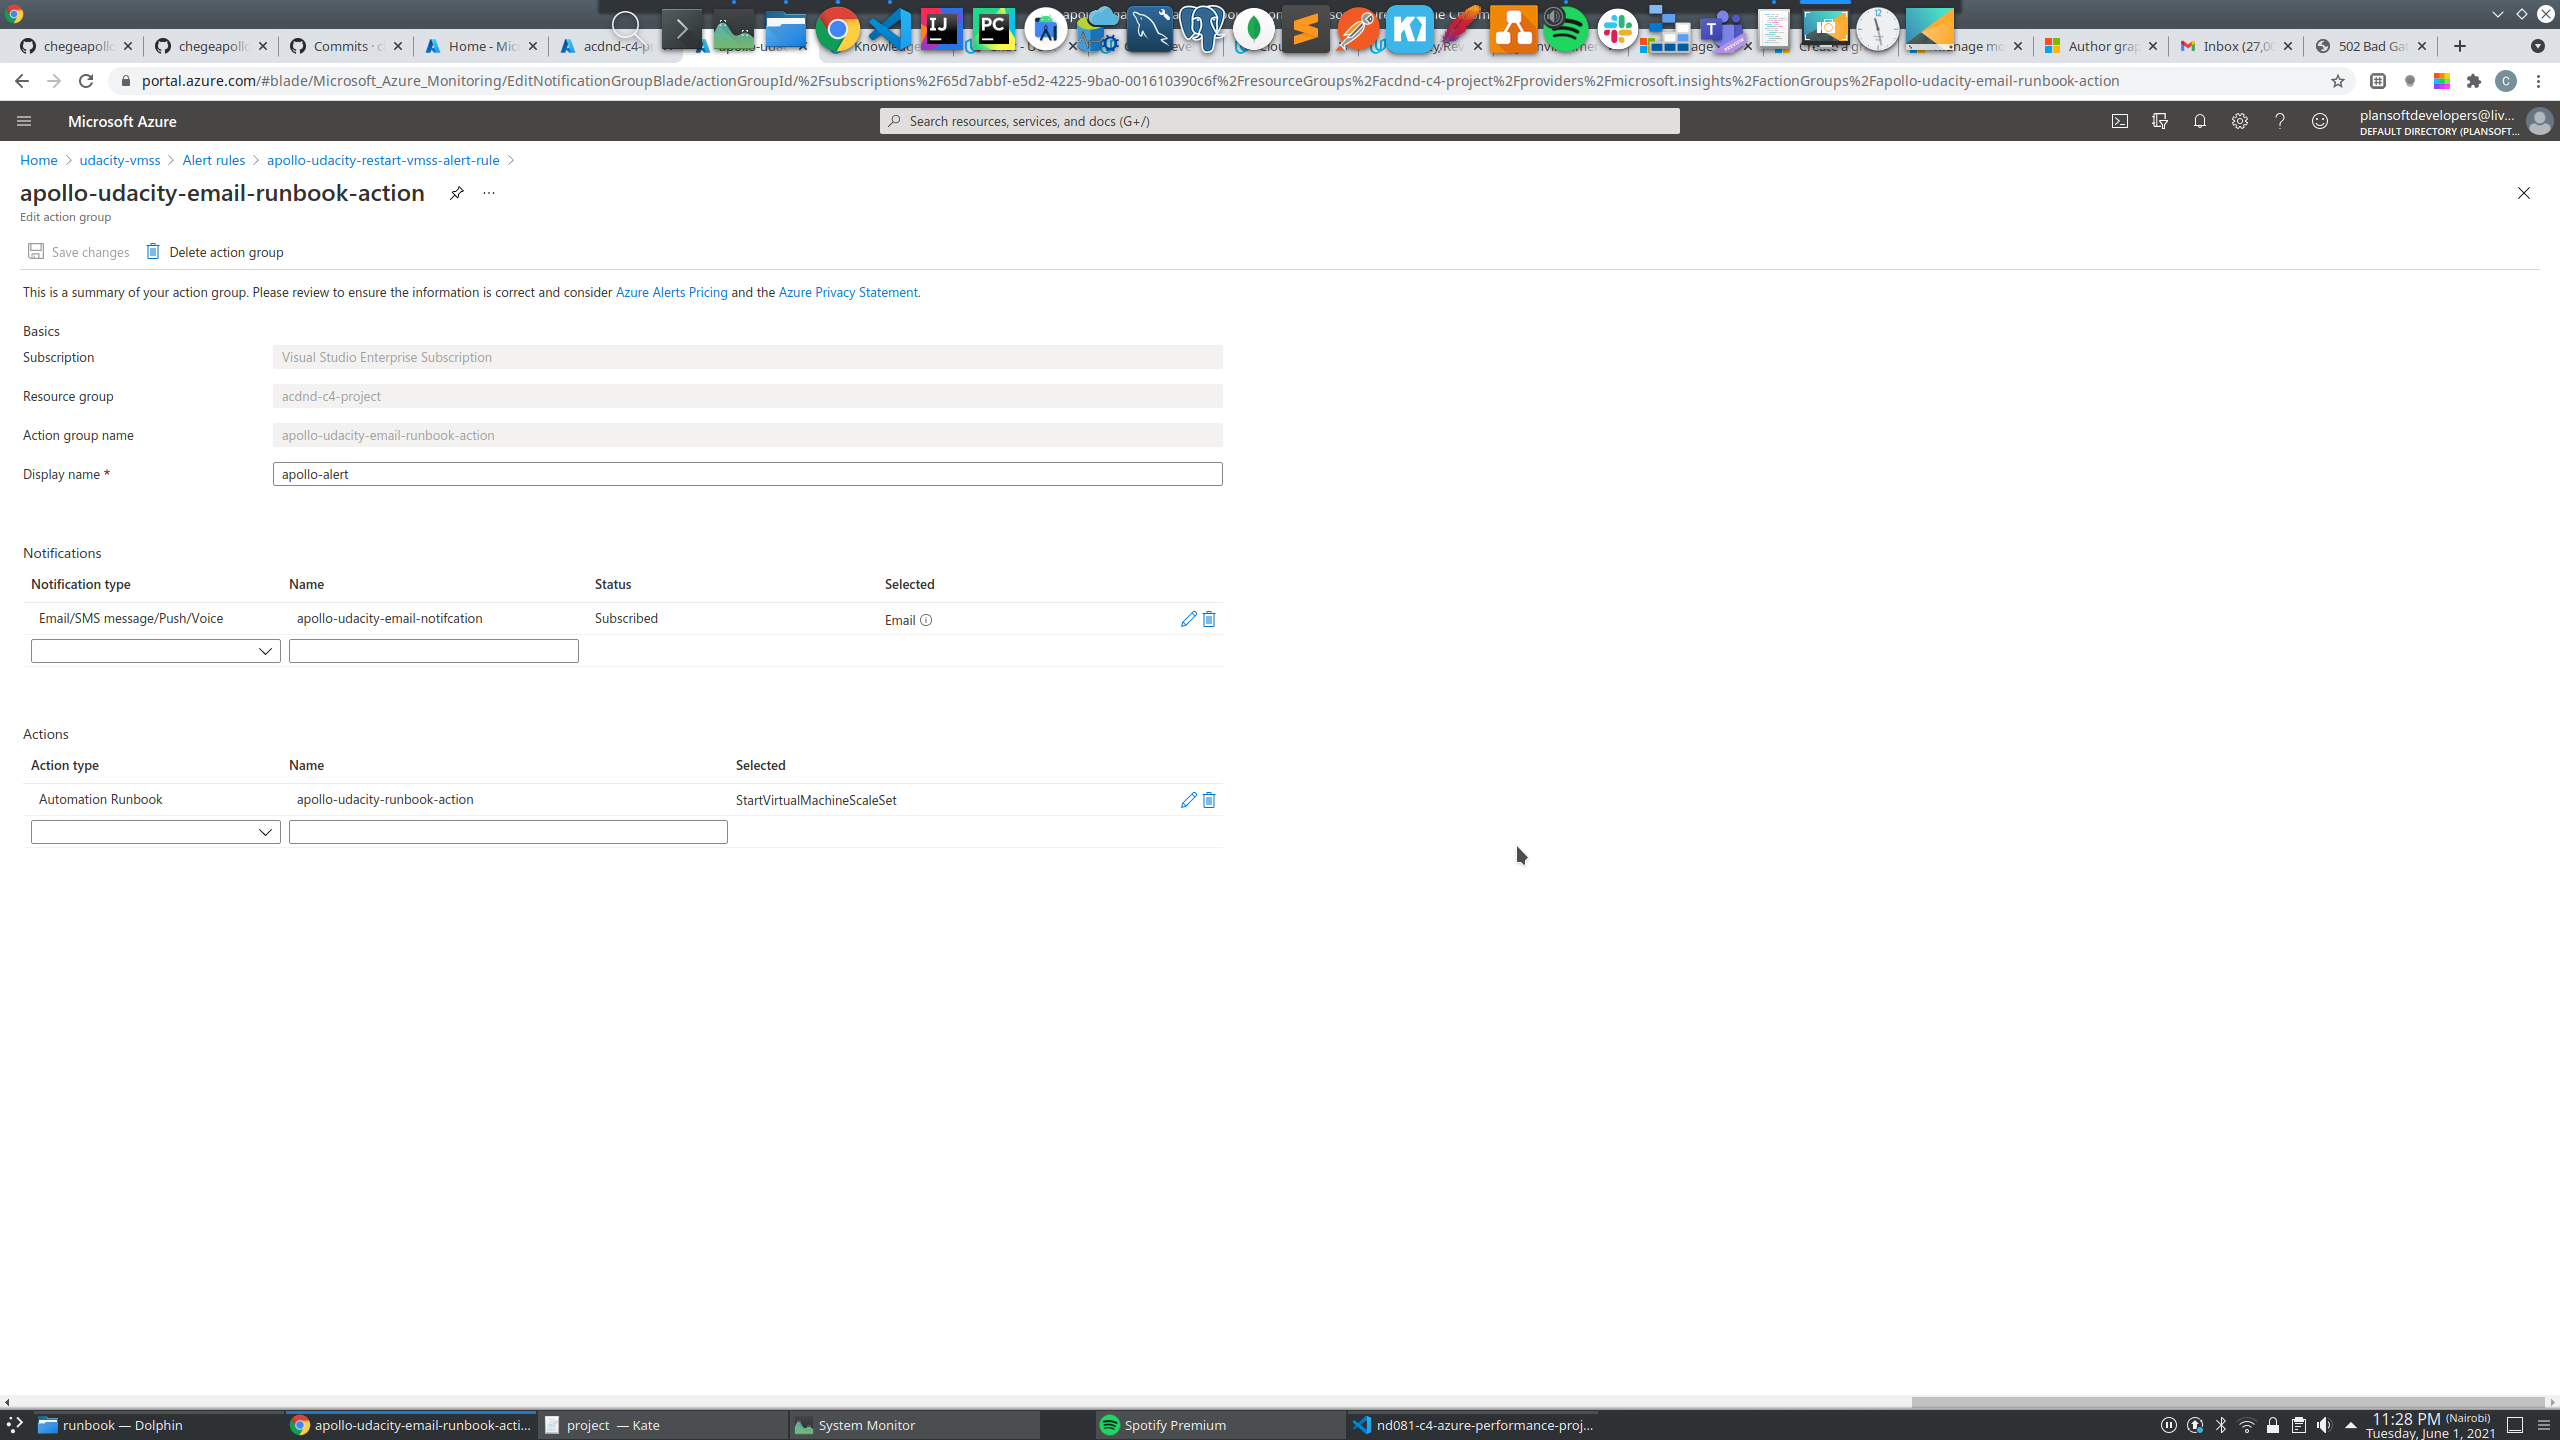 chegeapollo
chegeapollo
Commits · c
Home - Mic
acdnd-c4-pr
apollo-udac
Knowle
Manage mo
Author grap
Inbox (27,00
502 Bad Gat
portal.azure.com/#blade/Microsoft_Azure_Monitoring/EditNotificationGroupBlade/actionGroupId/%2Fsubscriptions%2F65d7abbf-e5d2-4225-9ba0-001610390c6f%2FresourceGroups%2Facdnd-c4-project%2Fproviders%2Fmicrosoft.insights%2FactionGroups%2Fapollo-udacity-email-runbook-action
Microsoft Azure
Search resources, services, and docs (G+/)
plansoftdevelopers@liv...
DEFAULT DIRECTORY (PLANSOFT...
Home > udacity-vmss > Alert rules > apollo-udacity-restart-vmss-alert-rule >
apollo-udacity-email-runbook-action
Edit action group
Save changes
Delete action group
This is a summary of your action group. Please review to ensure the information is correct and consider Azure Alerts Pricing and the Azure Privacy Statement.
Basics
Subscription
Visual Studio Enterprise Subscription
Resource group
acdnd-c4-project
Action group name
apollo-udacity-email-runbook-action
Display name *
apollo-alert
Notifications
Notification type Name Status Selected
Email/SMS message/Push/Voice apollo-udacity-email-notifcation Subscribed Email
Actions
Action type Name Selected
Automation Runbook apollo-udacity-runbook-action StartVirtualMachineScaleSet
runbook — Dolphin
apollo-udacity-email-runbook-acti...
project — Kate
System Monitor
Spotify Premium
nd081-c4-azure-performance-proj...
11:28 PM (Nairobi)
Tuesday, June 1, 2021